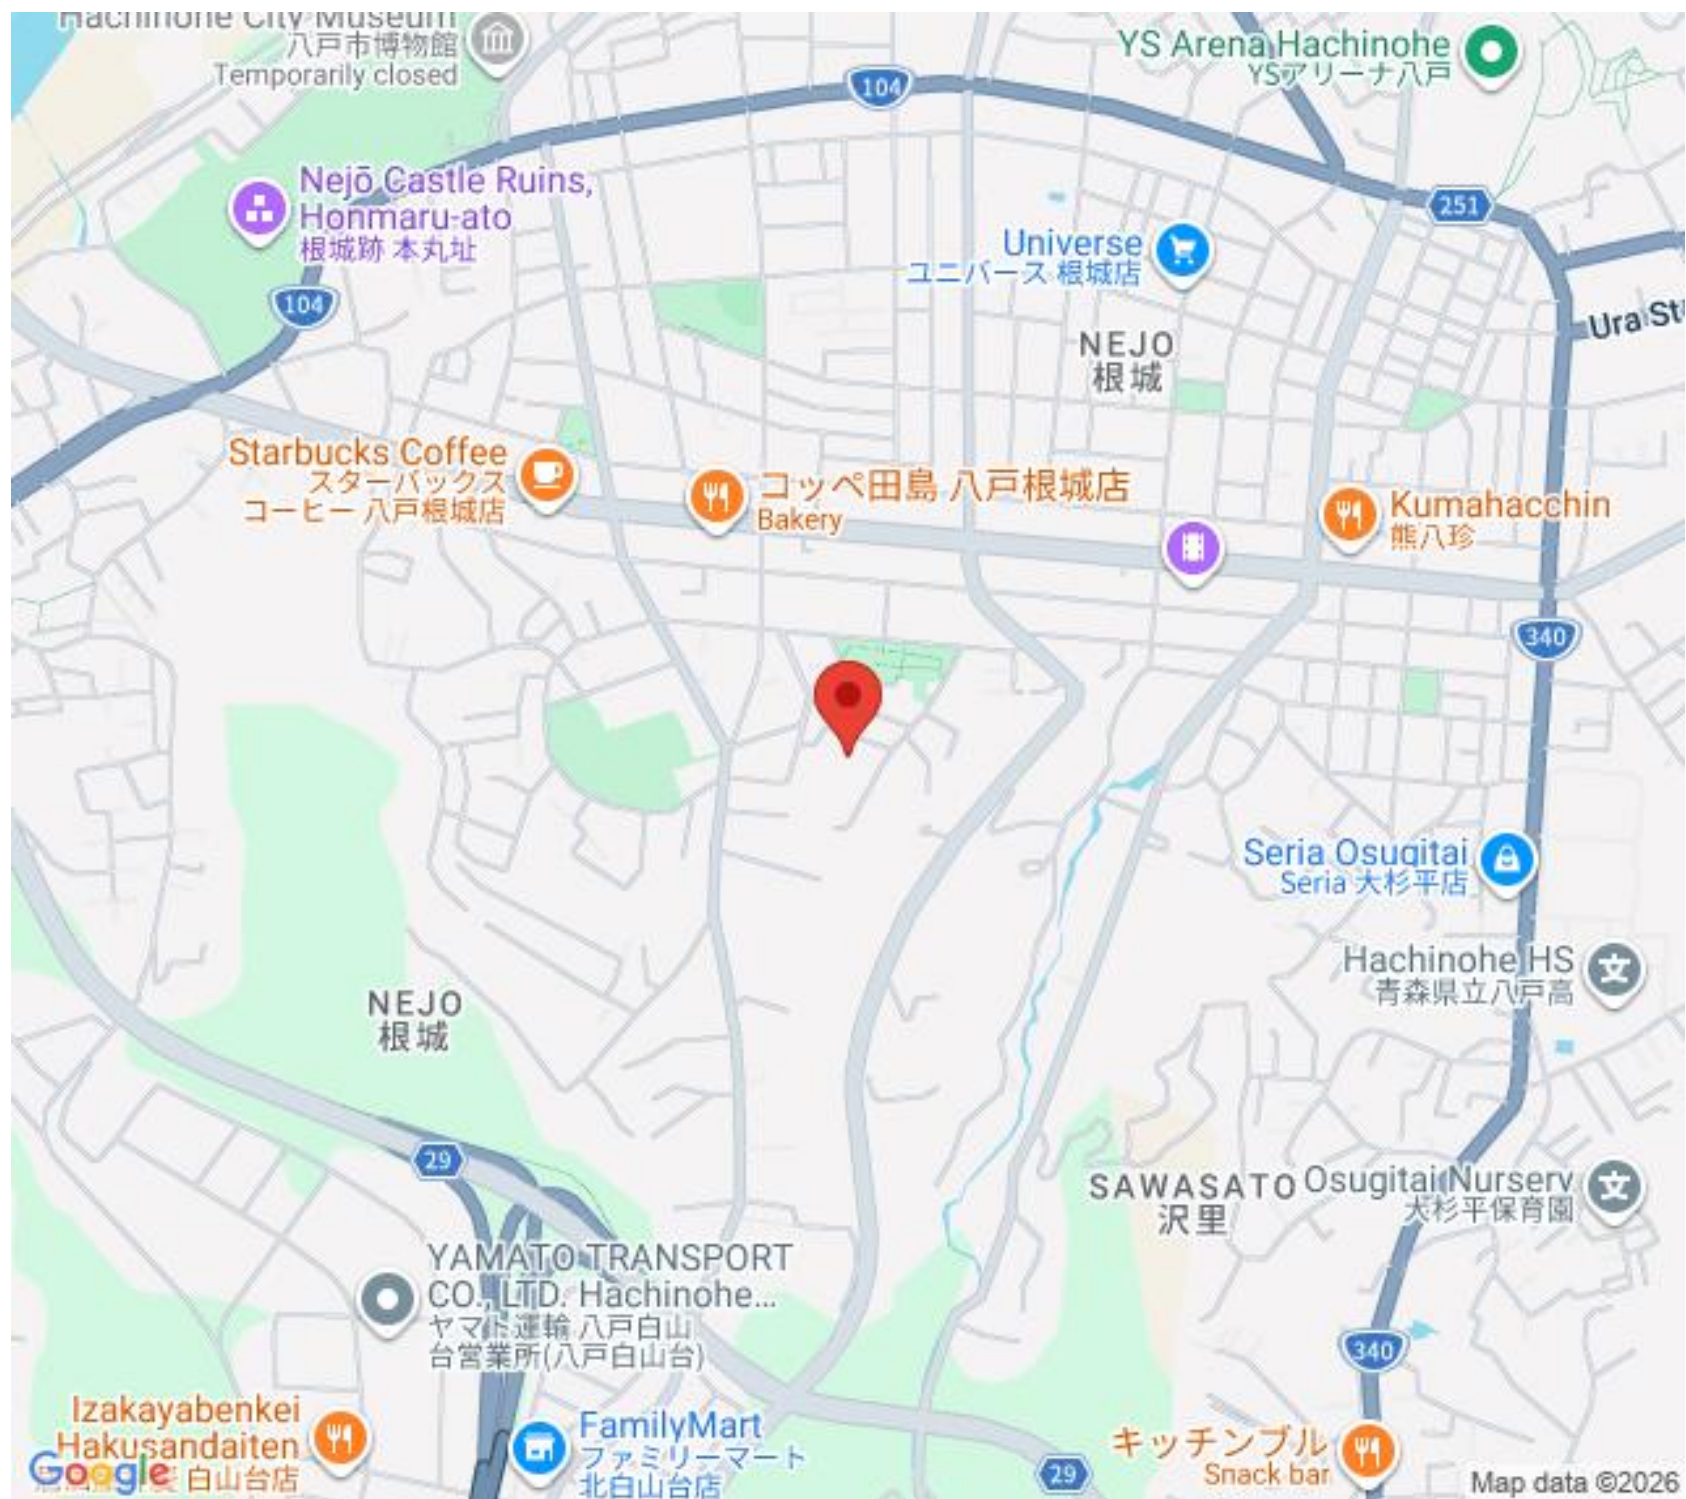 Hachinohe City Museum
八戸市博物館
Temporarily closed
YS Arena Hachinohe
YSアリーナ八戸
104
251
Nejō Castle Ruins,
Honmaru-ato
根城跡 本丸址
104
Universe
ユニバース 根城店
Ura St
NEJO
根城
Starbucks Coffee
スターバックス
コーヒー 八戸根城店
コッペ田島 八戸根城店
Bakery
Kumahacchin
熊八珍
340
Seria Osugitai
Seria 大杉平店
Hachinohe HS
青森県立八戸高
NEJO
根城
29
SAWASATO
沢里
Osugitai Nursery
大杉平保育園
YAMATO TRANSPORT
CO., LTD. Hachinohe...
ヤマト運輸 八戸白山
台営業所(八戸白山台)
340
Izakayabenkei
Hakusandaiten
白山台店
Google
FamilyMart
ファミリーマート
北白山台店
29
キッチンブル
Snack bar
Map data ©2026